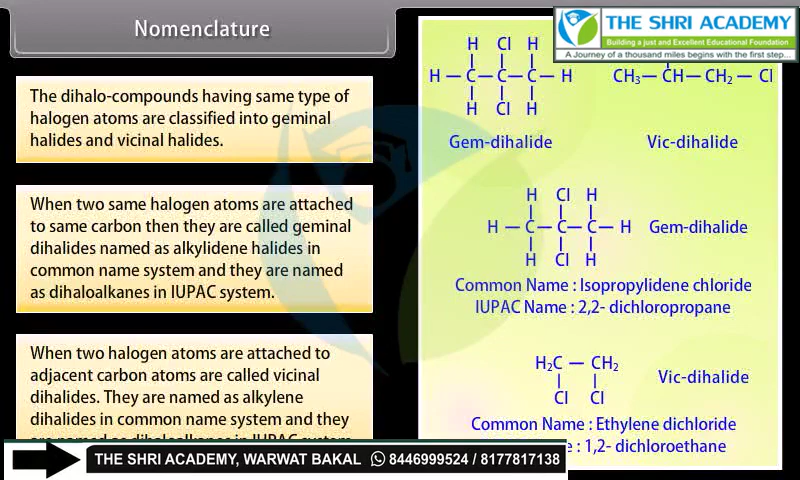 Nomenclature
THE SHRI ACADEMY
Building a just and Excellent Educational Foundation
A Journey of a thousand miles begins with the first step...
The dihalo-compounds having same type of
halogen atoms are classified into geminal
halides and vicinal halides.
When two same halogen atoms are attached
to same carbon then they are called geminal
dihalides named as alkylidene halides in
common name system and they are named
as dihaloalkanes in IUPAC system.
When two halogen atoms are attached to
adjacent carbon atoms are called vicinal
dihalides. They are named as alkylene
dihalides in common name system and they
are named as dihaloalkanes in IUPAC system
H Cl H
H — C — C — C — H
H Cl H
Gem-dihalide
CH₃— CH — CH₂ — Cl
Vic-dihalide
H Cl H
H — C — C — C — H
H Cl H
Gem-dihalide
Common Name : Isopropylidene chloride
IUPAC Name : 2,2- dichloropropane
H₂C — CH₂
Cl Cl
Vic-dihalide
Common Name : Ethylene dichloride
: 1,2- dichloroethane
THE SHRI ACADEMY, WARWAT BAKAL 8446999524 / 8177817138